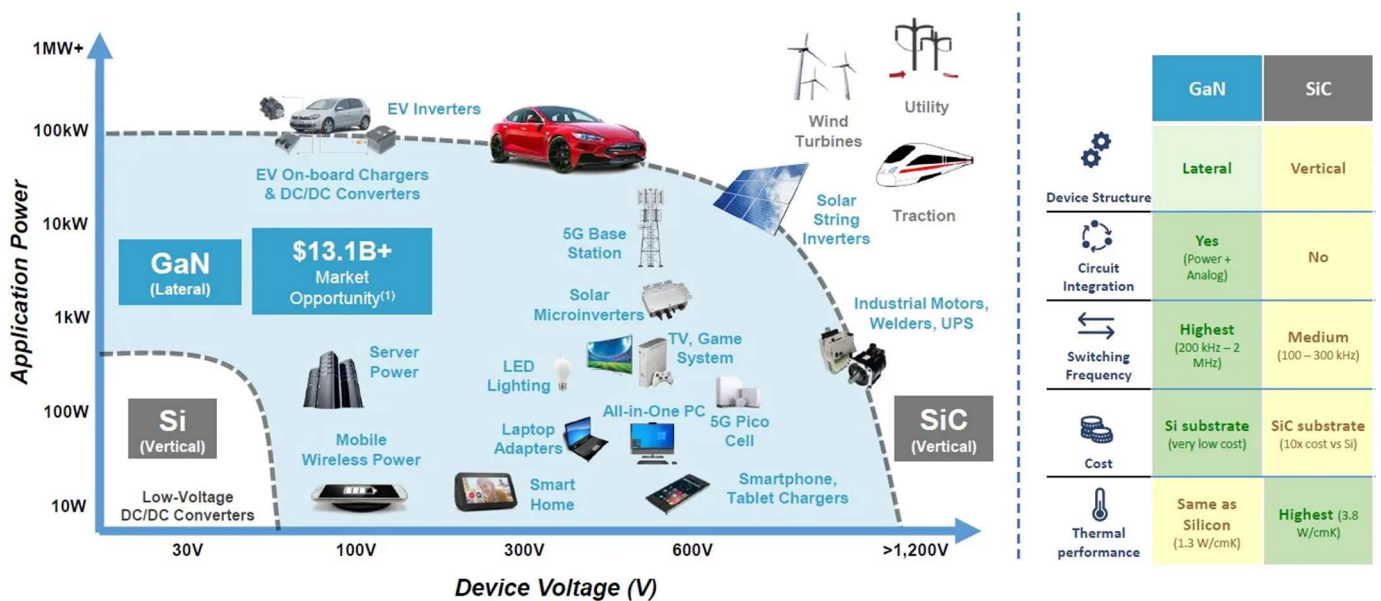 1MW+
100kW
10kW
1kW
100W
10W
Application Power
30V
100V
300V
600V
>1,200V
Device Voltage (V)
EV Inverters
EV On-board Chargers
& DC/DC Converters
GaN
(Lateral)
$13.1B+
Market
Opportunity(1)
5G Base
Station
Solar
Microinverters
Wind
Turbines
Utility
Traction
Solar
String
Inverters
Industrial Motors,
Welders, UPS
Server
Power
LED
Lighting
TV, Game
System
Si
(Vertical)
Low-Voltage
DC/DC Converters
Mobile
Wireless Power
Laptop
Adapters
All-in-One PC
5G Pico
Cell
Smart
Home
Smartphone,
Tablet Chargers
SiC
(Vertical)
GaN
SiC
Device Structure
Lateral
Vertical
Circuit
Integration
Yes
(Power +
Analog)
No
Switching
Frequency
Highest
(200 kHz – 2
MHz)
Medium
(100 – 300 kHz)
Cost
Si substrate
(very low cost)
SiC substrate
(10x cost vs Si)
Thermal
performance
Same as
Silicon
(1.3 W/cmK)
Highest (3.8
W/cmK)